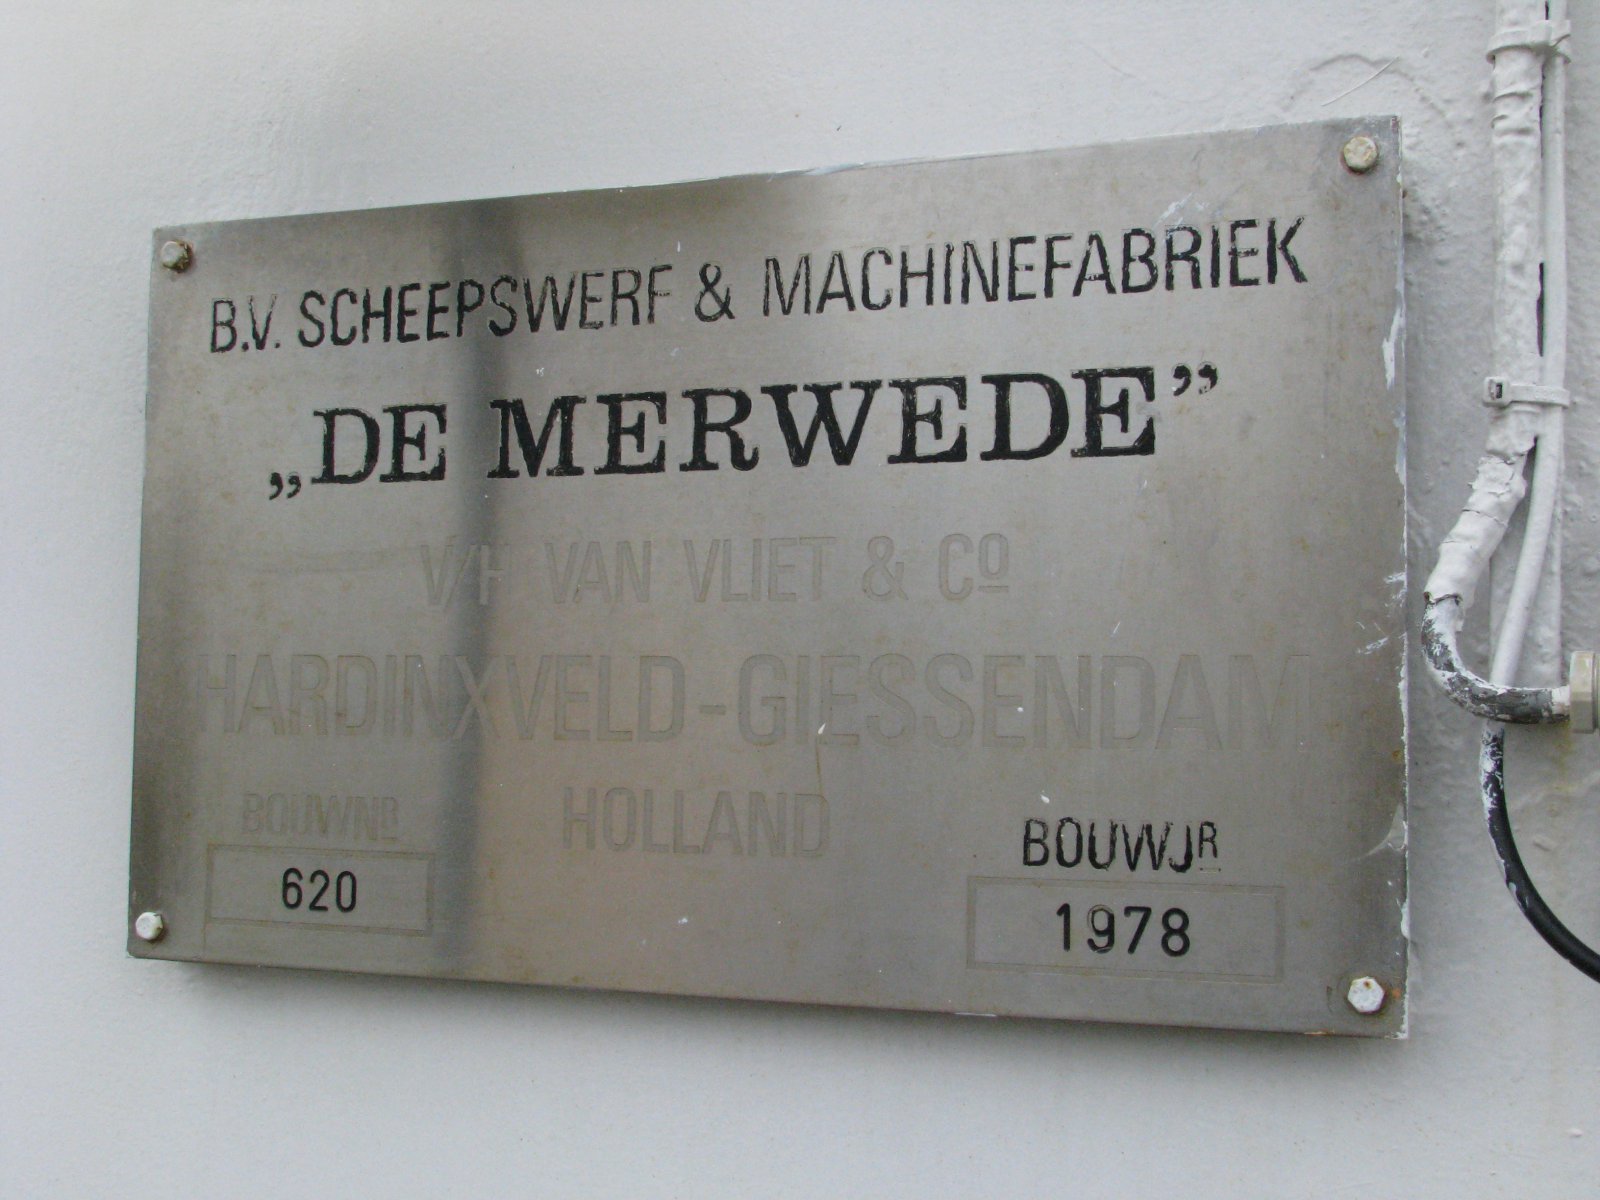 B.V. SCHEEPSWERF & MACHINEFABRIEK
„DE MERWEDE”
V/H VAN VLIET & Cº
HARDINXVELD-GIESSENDAM
HOLLAND
BOUWNR
620
BOUWJR
1978